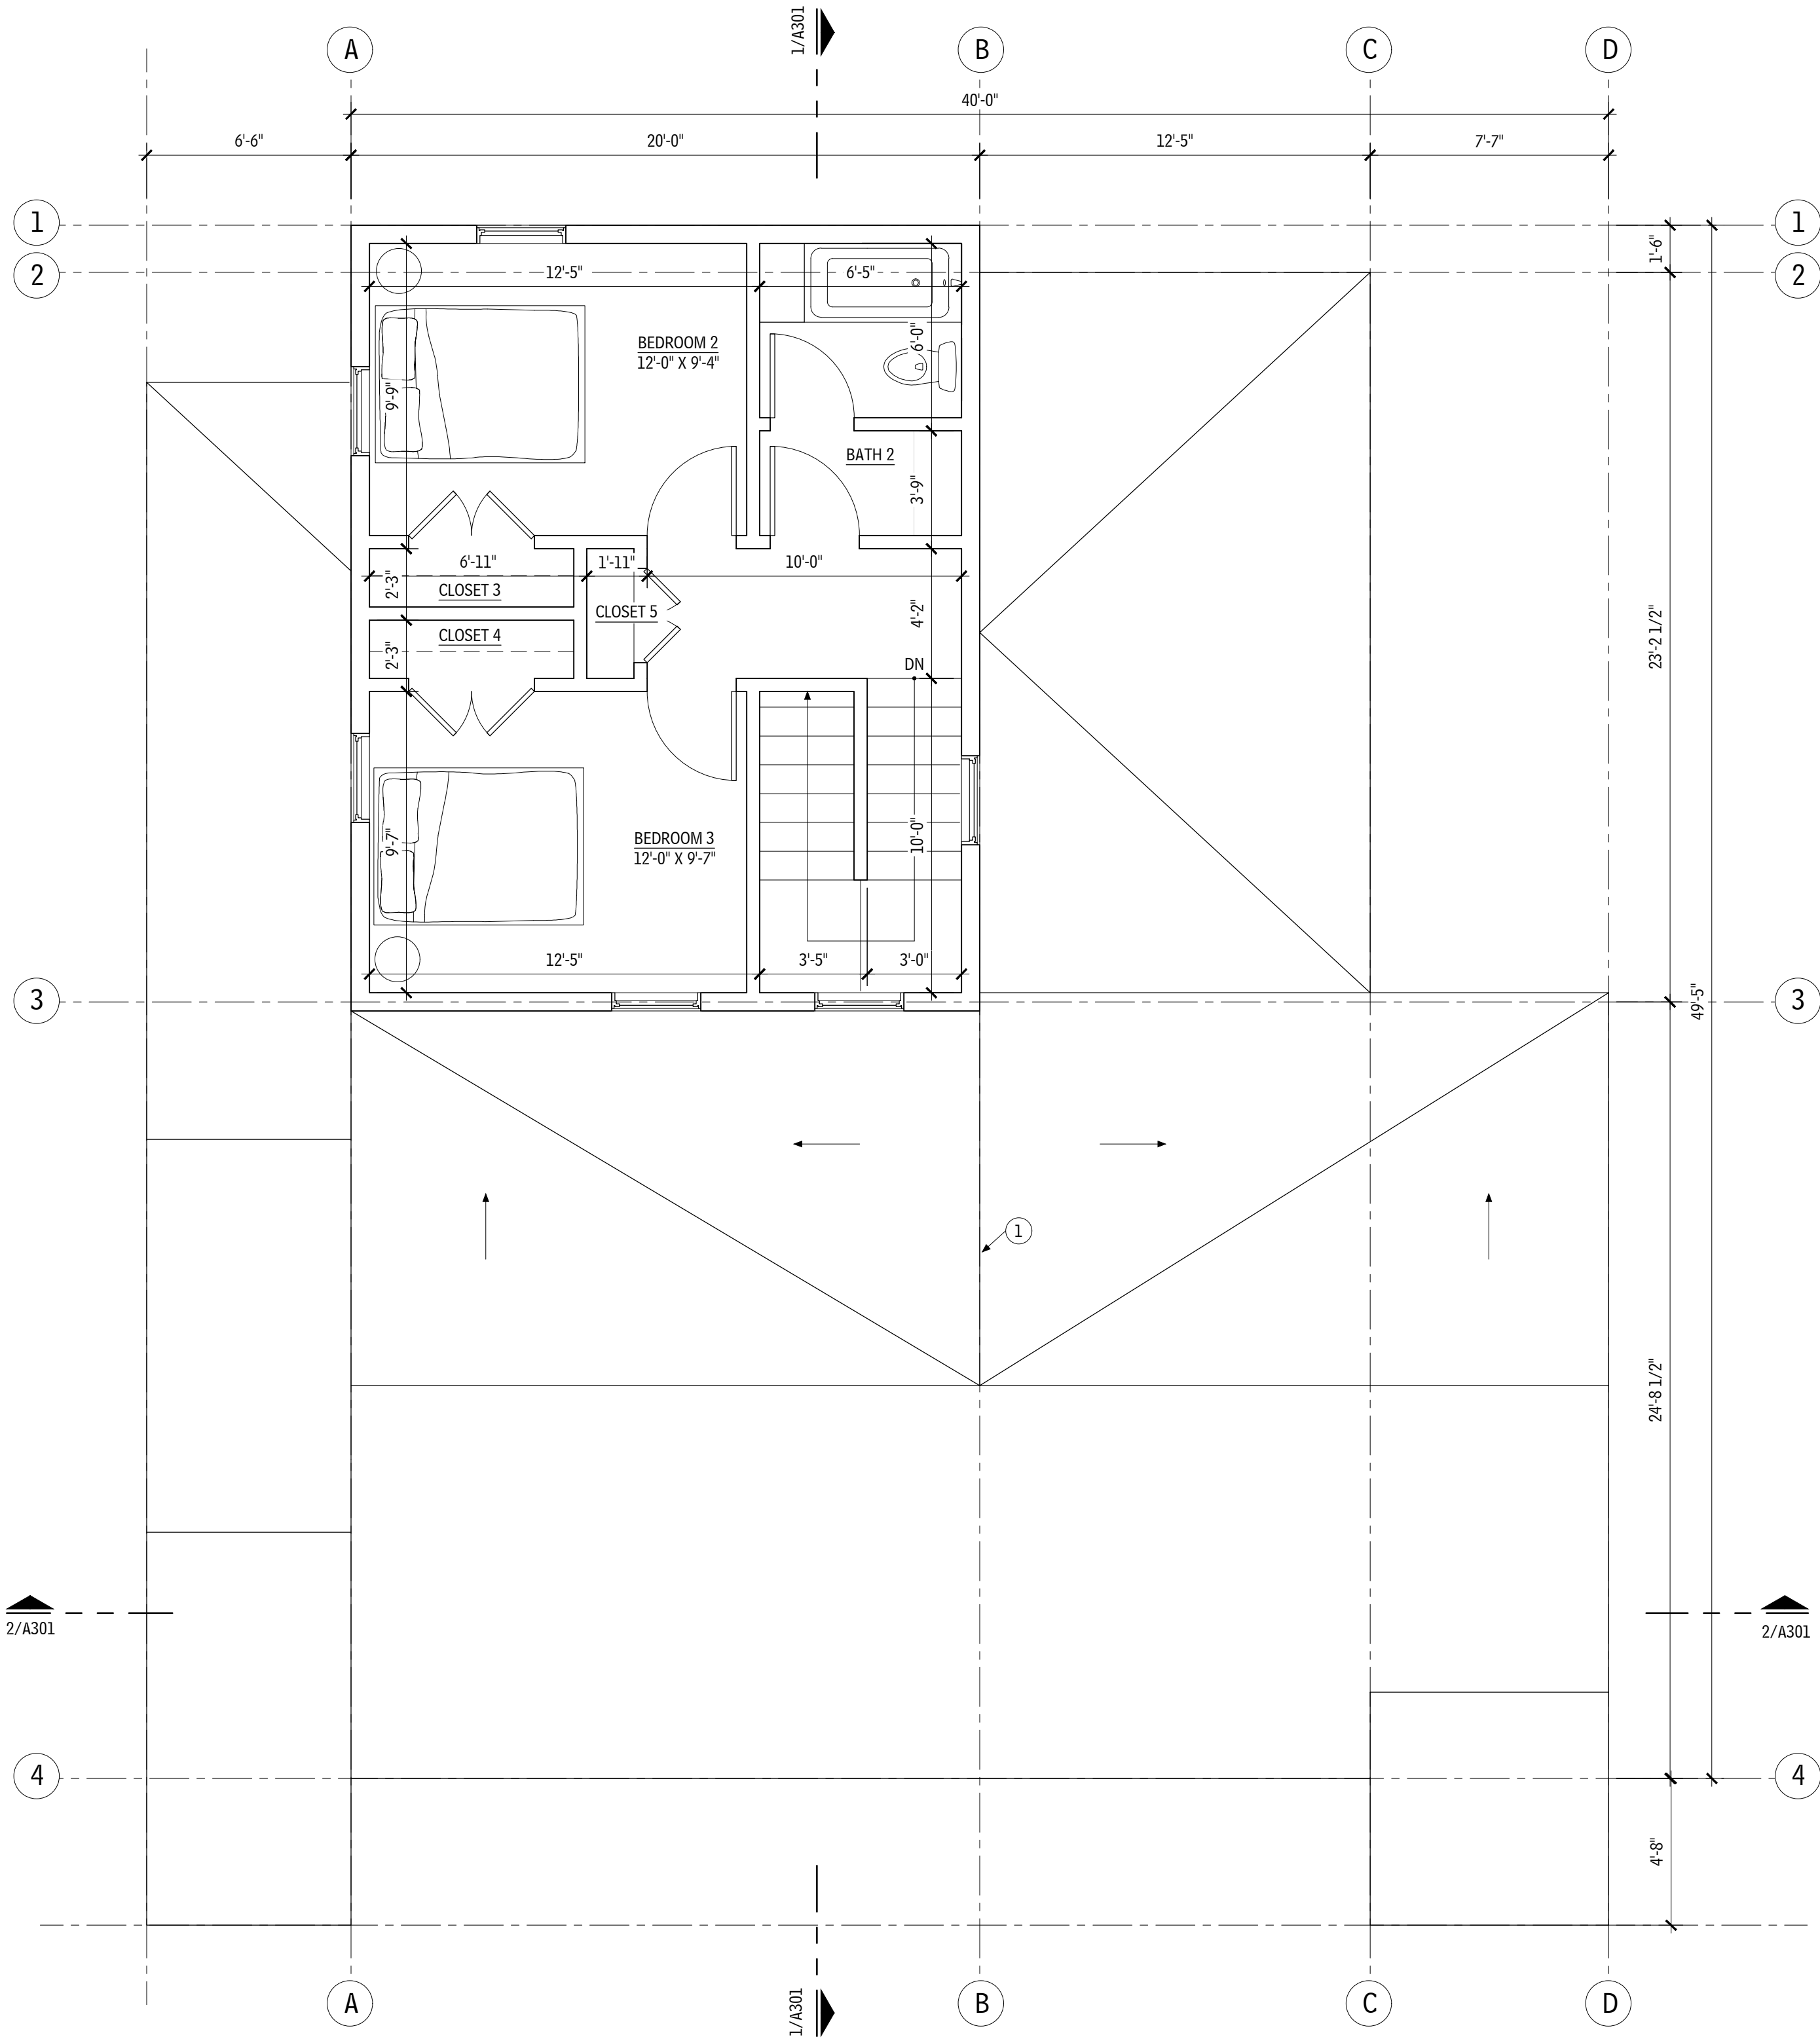 1/A301
A
B
C
D
40'-0"
6'-6"
20'-0"
12'-5"
7'-7"
1
1
1'-6"
2
2
12'-5"
6'-5"
6'-0"
BEDROOM 2
12'-0" X 9'-4"
9'-9"
BATH 2
3'-9"
6'-11"
1'-11"
10'-0"
2'-3"
CLOSET 3
CLOSET 5
4'-2"
CLOSET 4
2'-3"
23'-2 1/2"
DN
BEDROOM 3
12'-0" X 9'-7"
9'-7"
10'-0"
12'-5"
3'-5"
3'-0"
3
3
49'-5"
1
24'-8 1/2"
2/A301
2/A301
4
4
4'-8"
1/A301
A
B
C
D